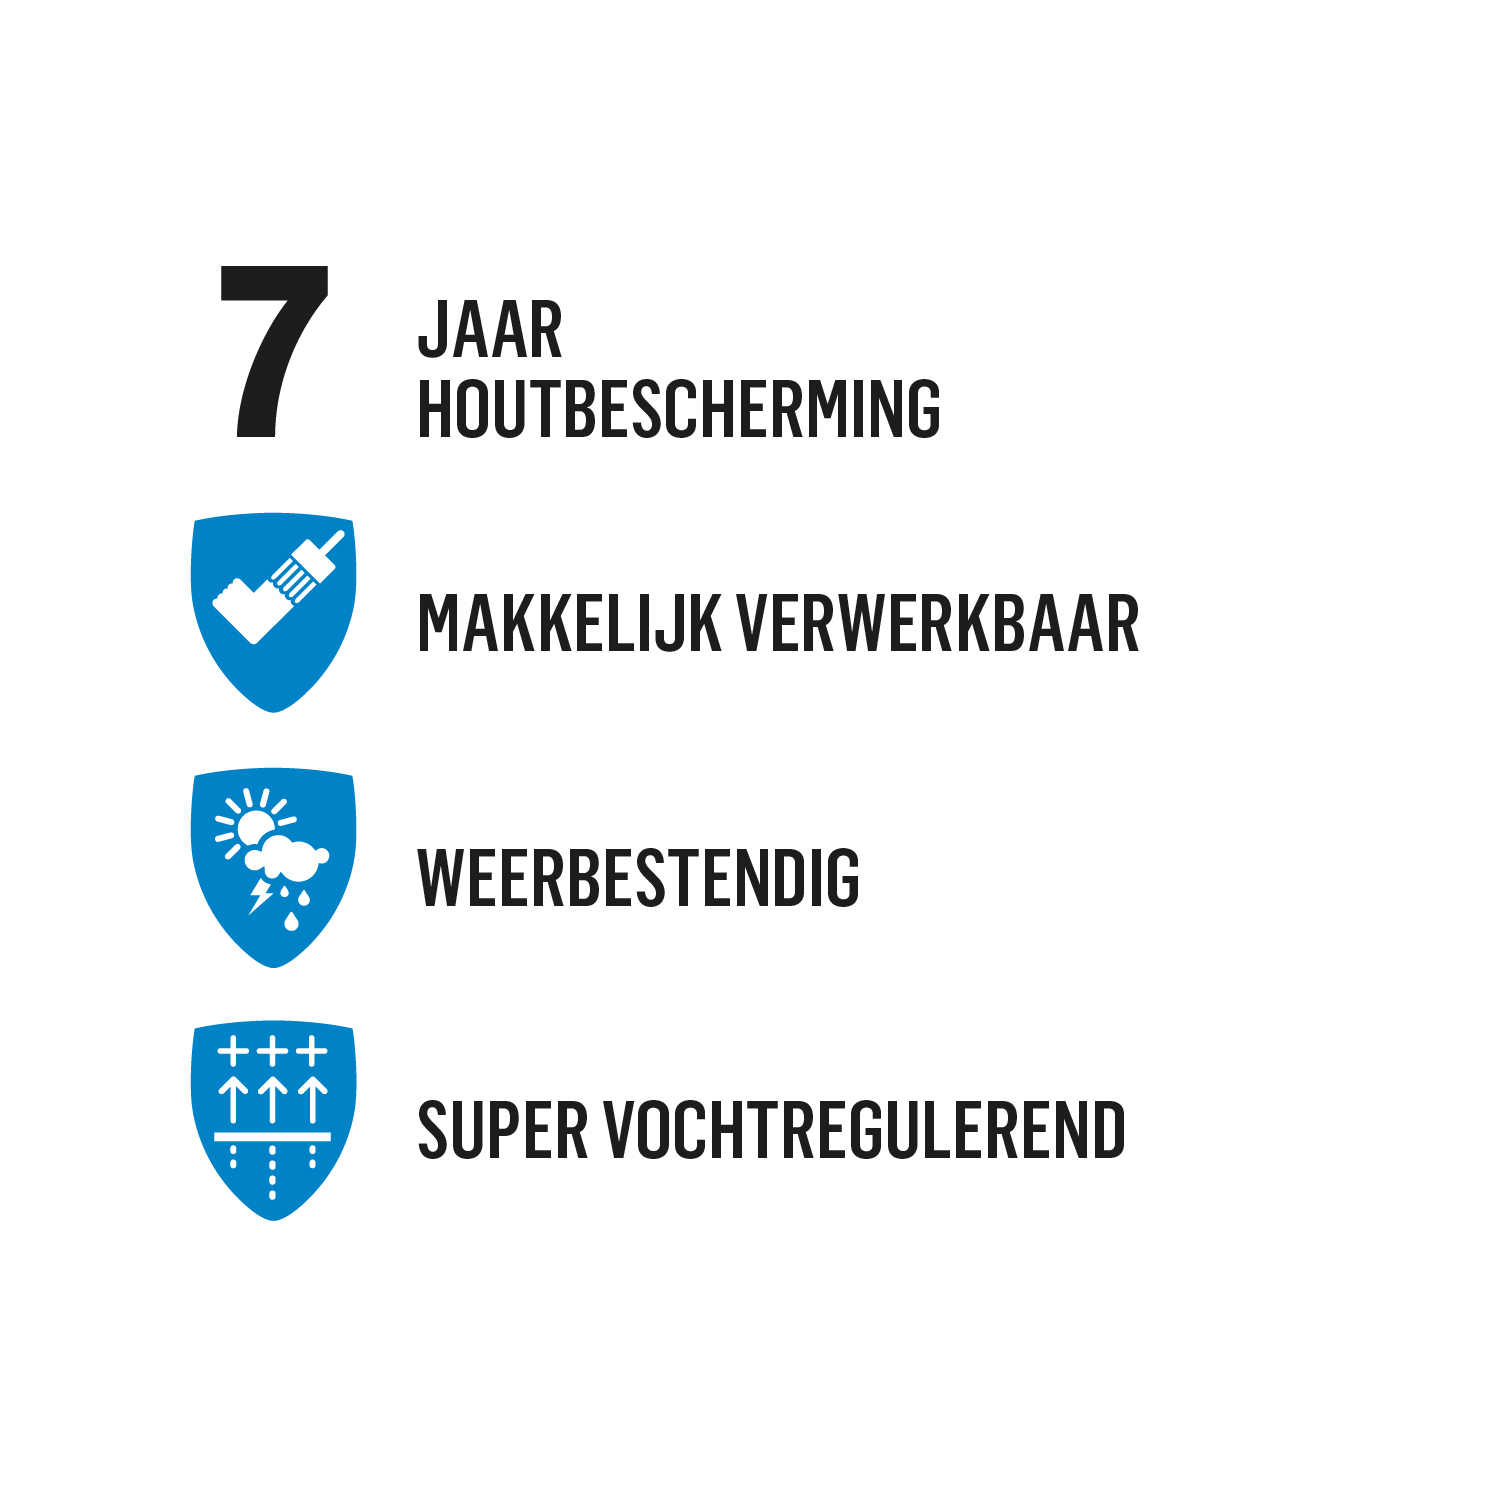 7 JAAR
HOUTBESCHERMING
MAKKELIJK VERWERKBAAR
WEERBESTENDIG
SUPER VOCHTREGULEREND